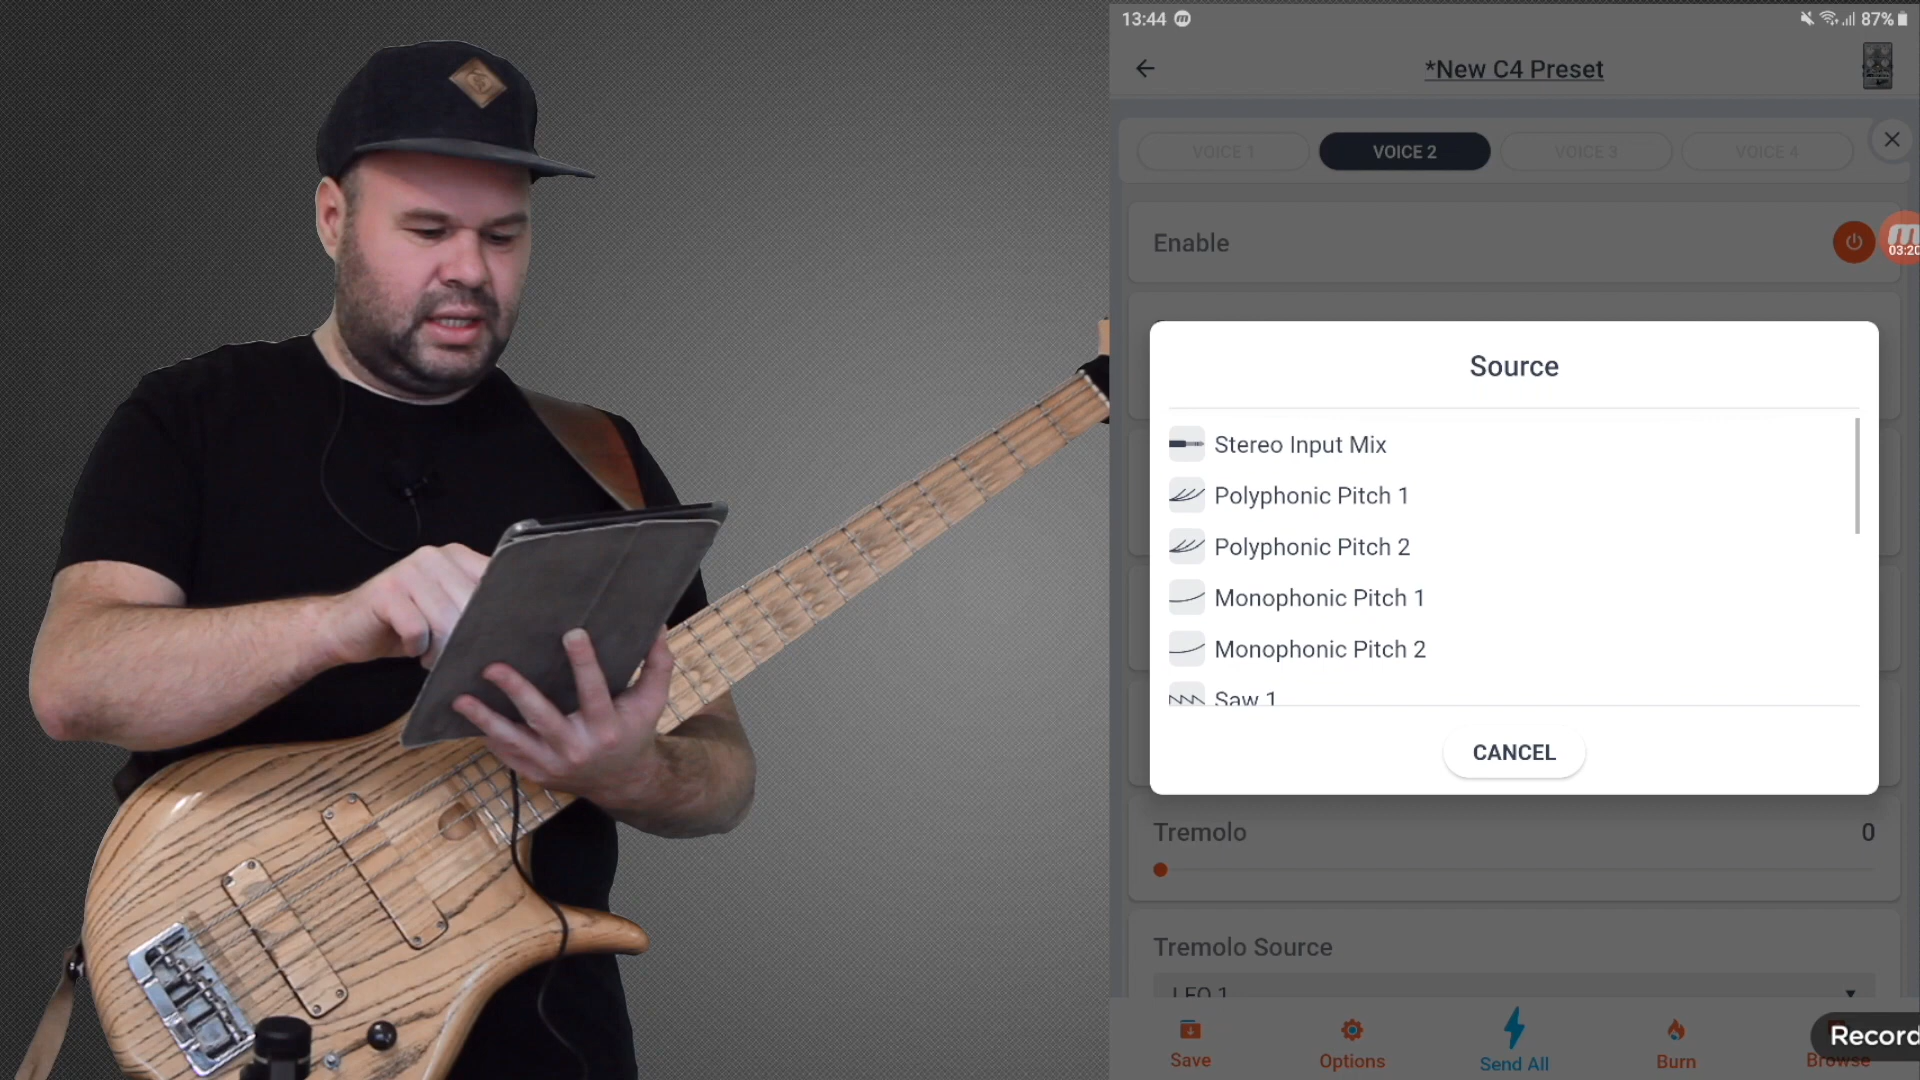 13:44
87%
*New C4 Preset
VOICE 1
VOICE 2
VOICE 3
VOICE 4
Enable
03:20
Source
Stereo Input Mix
Polyphonic Pitch 1
Polyphonic Pitch 2
Monophonic Pitch 1
Monophonic Pitch 2
Saw 1
CANCEL
Tremolo
0
Tremolo Source
LFO 1
Save
Options
Send All
Burn
Browse
Record